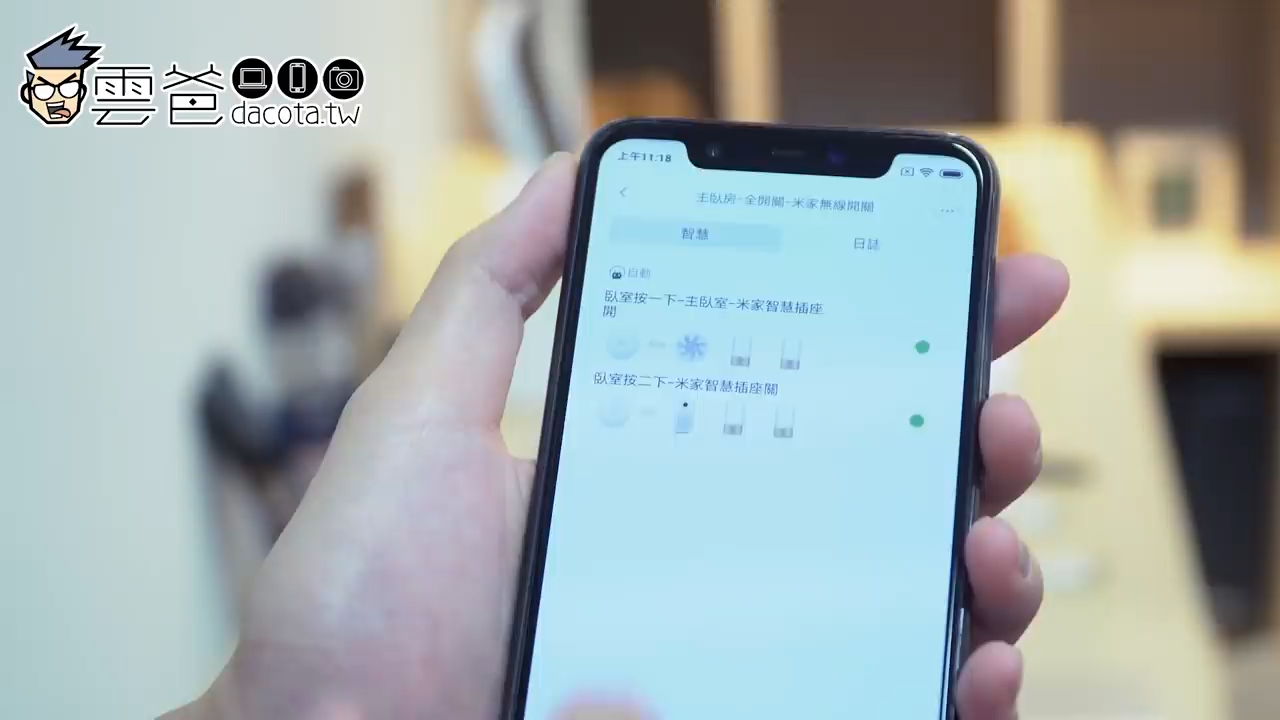 雲爸
dacota.tw
上午11:18
主臥房-全開關-米家無線開關
智慧
日誌
自動
臥室按一下-主臥室-米家智慧插座
開
臥室按二下-米家智慧插座關